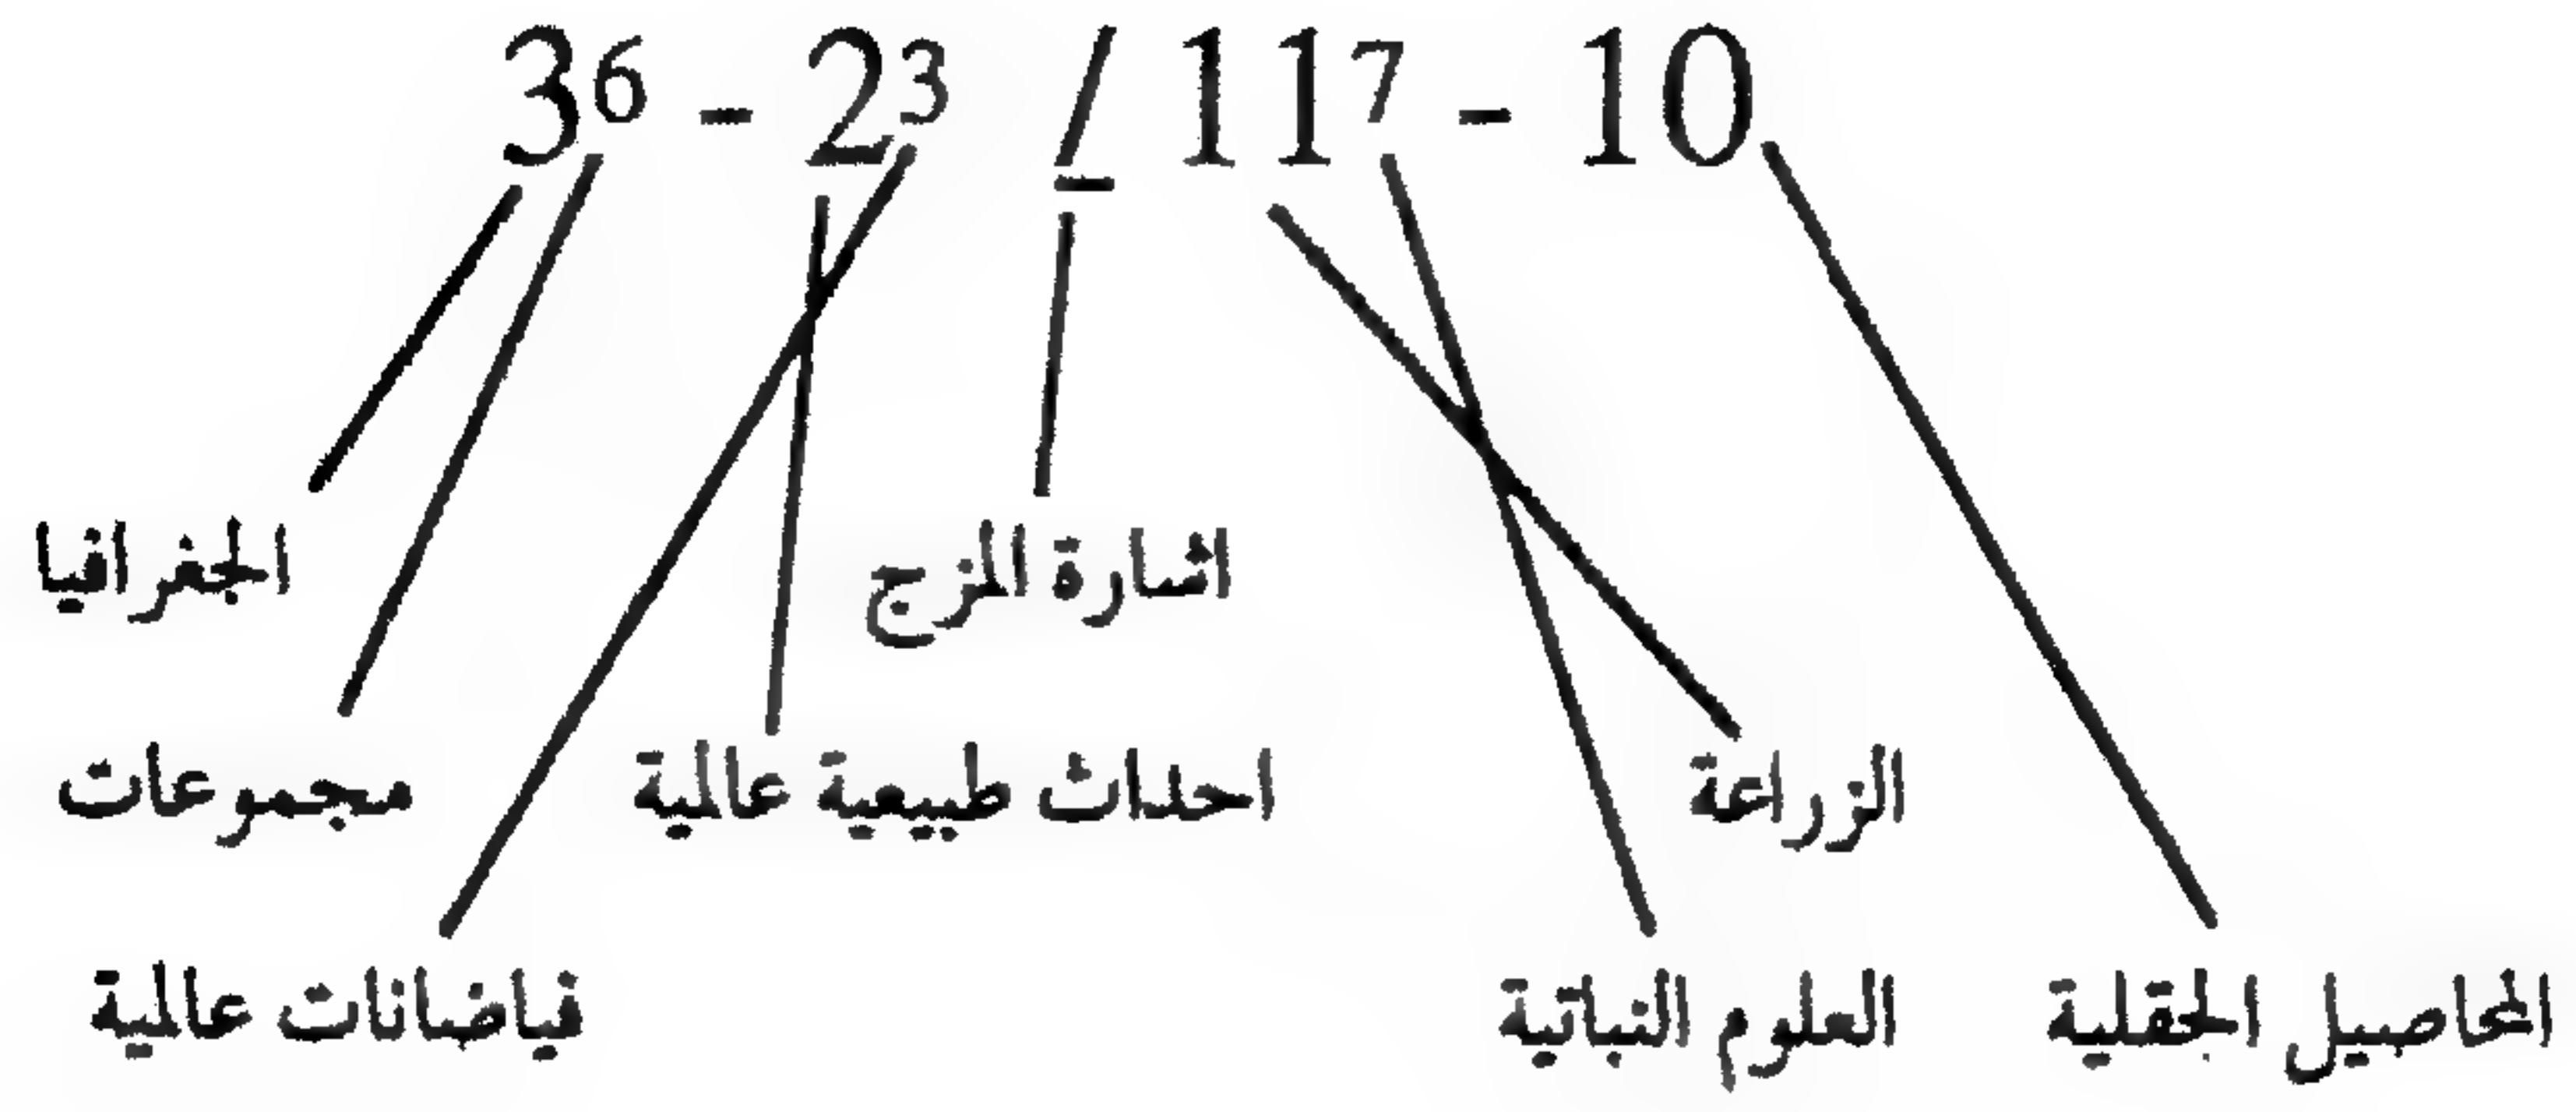 3⁶ - 2³ / 11⁷ - 10
الجغرافيا
اشارة المزج
مجموعات
احداث طبيعية عالمية
الزراعة
فياضانات عالمية
العلوم النباتية
المحاصيل الحقلية